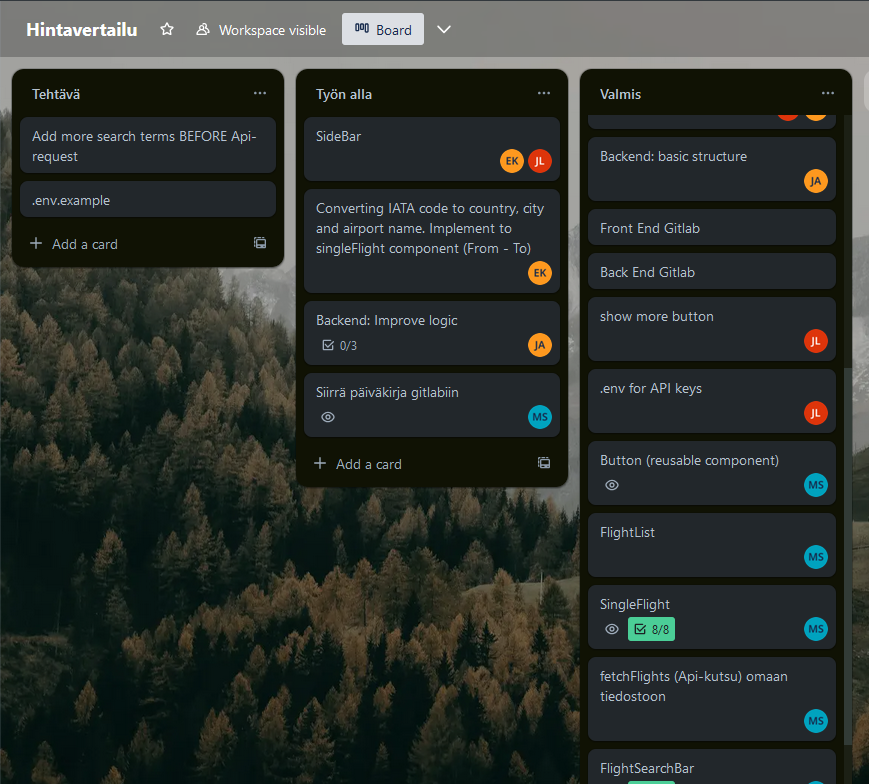 Hintavertailu
Workspace visible
Board
Tehtävä
Add more search terms BEFORE Api-
request
.env.example
Add a card
Työn alla
SideBar
EK
JL
Converting IATA code to country, city
and airport name. Implement to
singleFlight component (From - To)
EK
Backend: Improve logic
0/3
JA
Siirrä päiväkirja gitlabiin
MS
Add a card
Valmis
Backend: basic structure
JA
Front End Gitlab
Back End Gitlab
show more button
JL
.env for API keys
JL
Button (reusable component)
MS
FlightList
MS
SingleFlight
8/8
MS
fetchFlights (Api-kutsu) omaan
tiedostoon
MS
FlightSearchBar